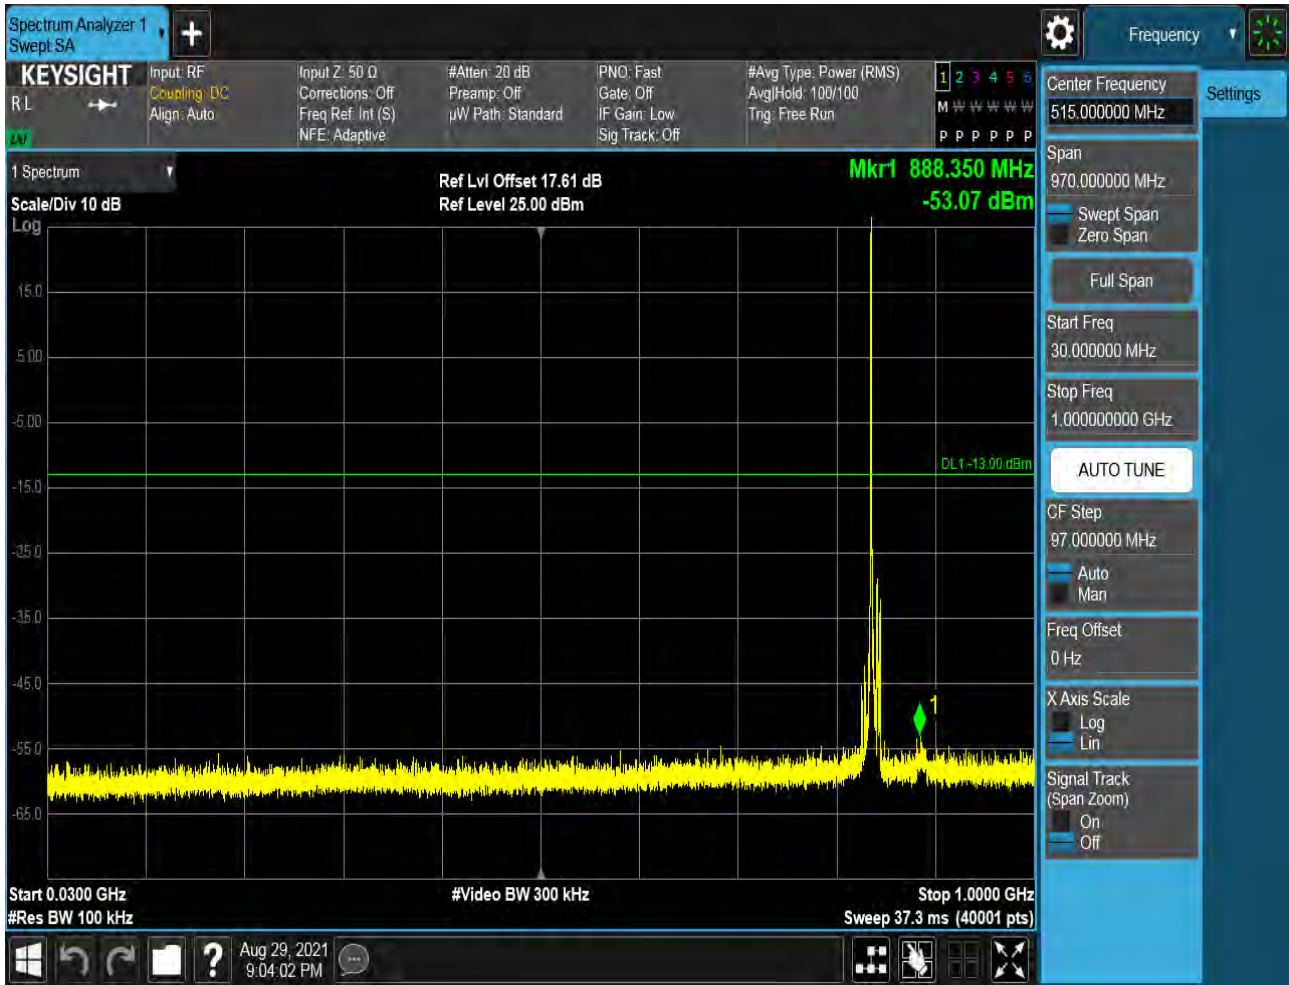 Spectrum Analyzer 1
Swept SA
Frequency
KEYSIGHT
R L
LXI
Input: RF
Coupling: DC
Align: Auto
Input Z: 50 Ω
Corrections: Off
Freq Ref: Int (S)
NFE: Adaptive
#Atten: 20 dB
Preamp: Off
µW Path: Standard
PNO: Fast
Gate: Off
IF Gain: Low
Sig Track: Off
#Avg Type: Power (RMS)
Avg|Hold: 100/100
Trig: Free Run
1 2 3 4 5 6
M W W W W W
P P P P P P
1 Spectrum
Scale/Div 10 dB
Log
Ref Lvl Offset 17.61 dB
Ref Level 25.00 dBm
Mkr1 888.350 MHz
-53.07 dBm
15.0
5.00
-5.00
-15.0
-25.0
-35.0
-45.0
-55.0
-65.0
DL1 -13.00 dBm
1
Start 0.0300 GHz
#Res BW 100 kHz
#Video BW 300 kHz
Stop 1.0000 GHz
Sweep 37.3 ms (40001 pts)
Aug 29, 2021
9:04:02 PM
Center Frequency
515.000000 MHz
Settings
Span
970.000000 MHz
Swept Span
Zero Span
Full Span
Start Freq
30.000000 MHz
Stop Freq
1.000000000 GHz
AUTO TUNE
CF Step
97.000000 MHz
Auto
Man
Freq Offset
0 Hz
X Axis Scale
Log
Lin
Signal Track
(Span Zoom)
On
Off